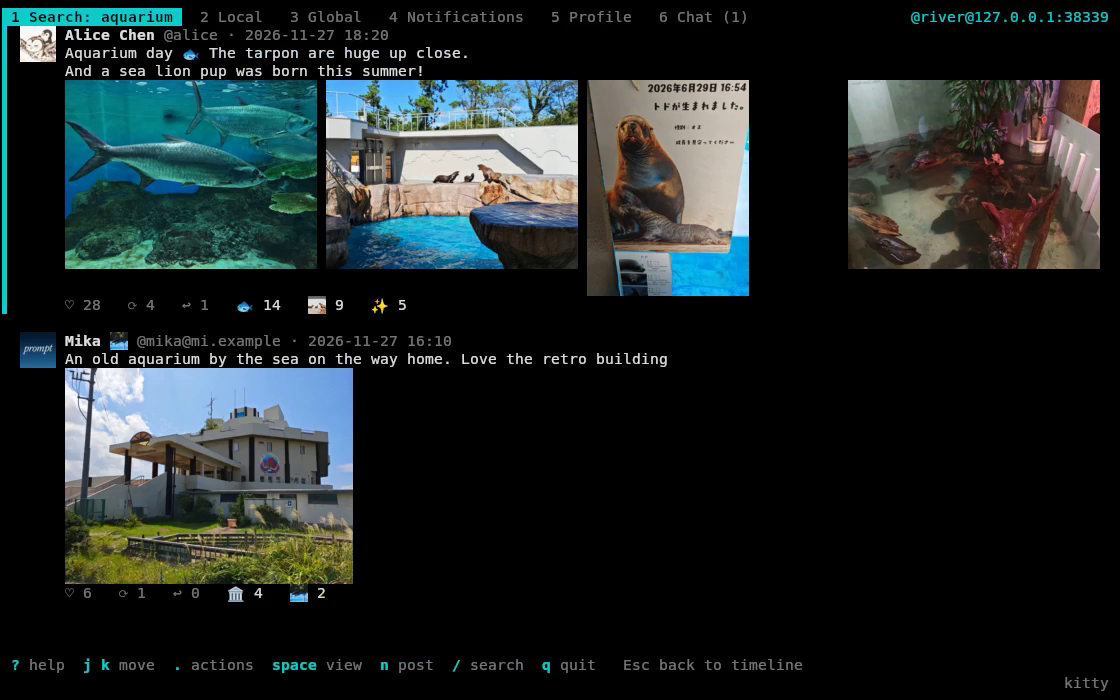 1 Search: aquarium 2 Local 3 Global 4 Notifications 5 Profile 6 Chat (1) @river@127.0.0.1:38339
Alice Chen @alice · 2026-11-27 18:20
Aquarium day 🐟 The tarpon are huge up close.
And a sea lion pup was born this summer!
2026年6月29日 16:54
トドが生まれました。
性別：オス
♡ 28 ⟳ 4 ↩ 1 🐟 14 9 ✨ 5
prompt
Mika @mika@mi.example · 2026-11-27 16:10
An old aquarium by the sea on the way home. Love the retro building
♡ 6 ⟳ 1 ↩ 0 🏛️ 4 2
? help j k move . actions space view n post / search q quit Esc back to timeline
kitty